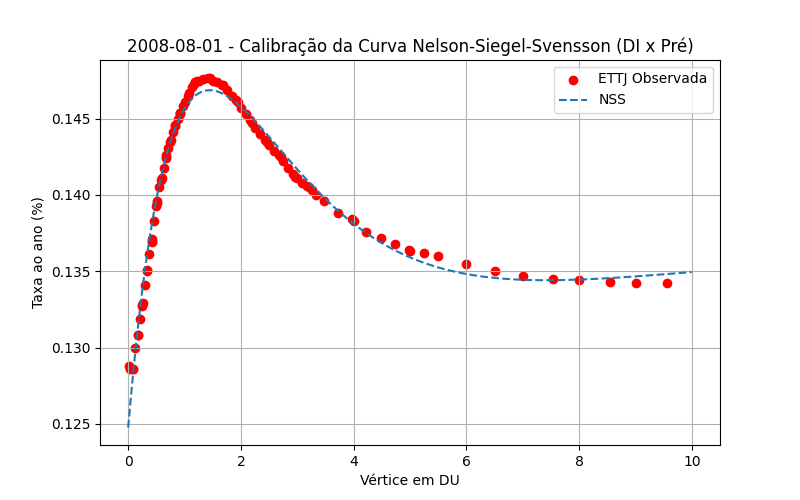 2008-08-01 - Calibração da Curva Nelson-Siegel-Svensson (DI x Pré)
ETTJ Observada
NSS
Taxa ao ano (%)
0.145
0.140
0.135
0.130
0.125
0 2 4 6 8 10
Vértice em DU